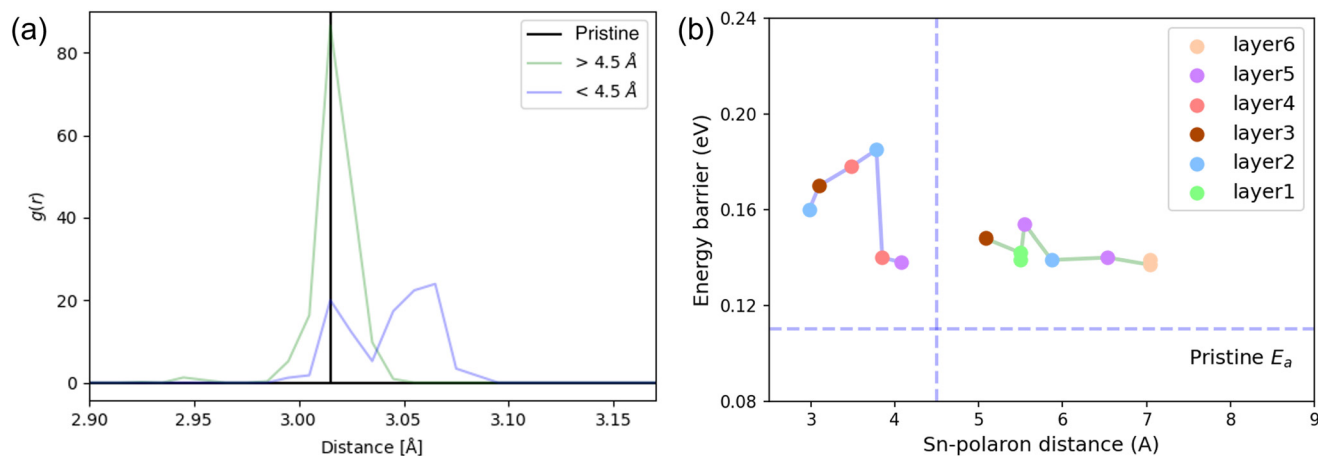 (a)
Pristine
> 4.5 Å
< 4.5 Å
80
60
40
20
0
g(r)
2.90 2.95 3.00 3.05 3.10 3.15
Distance [Å]
(b)
layer6
layer5
layer4
layer3
layer2
layer1
0.24
0.20
0.16
0.12
0.08
Energy barrier (eV)
Pristine Ea
3 4 5 6 7 8 9
Sn-polaron distance (A)